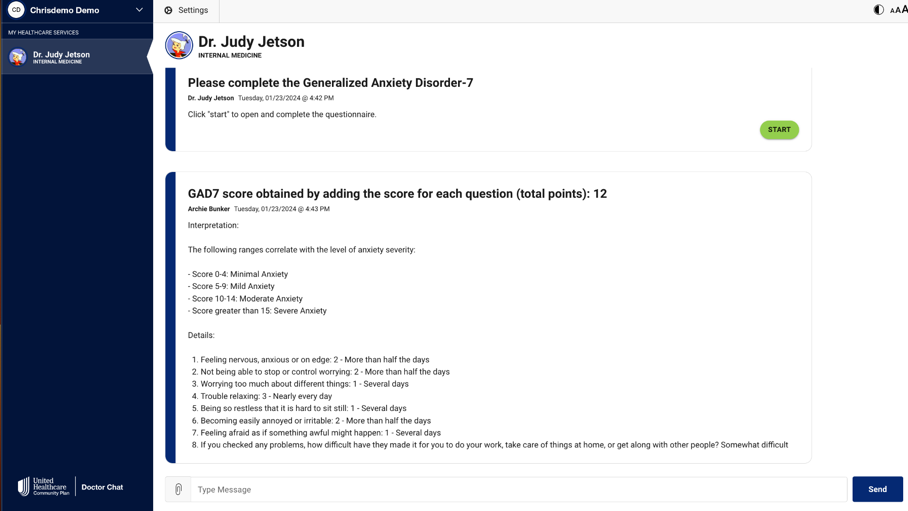 CD Chrisdemo Demo
MY HEALTHCARE SERVICES
Dr. Judy Jetson
INTERNAL MEDICINE
United
Healthcare
Community Plan
Doctor Chat
Settings
AAA
Dr. Judy Jetson
INTERNAL MEDICINE
Please complete the Generalized Anxiety Disorder-7
Dr. Judy Jetson Tuesday, 01/23/2024 @ 4:42 PM
Click "start" to open and complete the questionnaire.
START
GAD7 score obtained by adding the score for each question (total points): 12
Archie Bunker Tuesday, 01/23/2024 @ 4:43 PM
Interpretation:
The following ranges correlate with the level of anxiety severity:
- Score 0-4: Minimal Anxiety
- Score 5-9: Mild Anxiety
- Score 10-14: Moderate Anxiety
- Score greater than 15: Severe Anxiety
Details:
1. Feeling nervous, anxious or on edge: 2 - More than half the days
2. Not being able to stop or control worrying: 2 - More than half the days
3. Worrying too much about different things: 1 - Several days
4. Trouble relaxing: 3 - Nearly every day
5. Being so restless that it is hard to sit still: 1 - Several days
6. Becoming easily annoyed or irritable: 2 - More than half the days
7. Feeling afraid as if something awful might happen: 1 - Several days
8. If you checked any problems, how difficult have they made it for you to do your work, take care of things at home, or get along with other people? Somewhat difficult
Type Message
Send